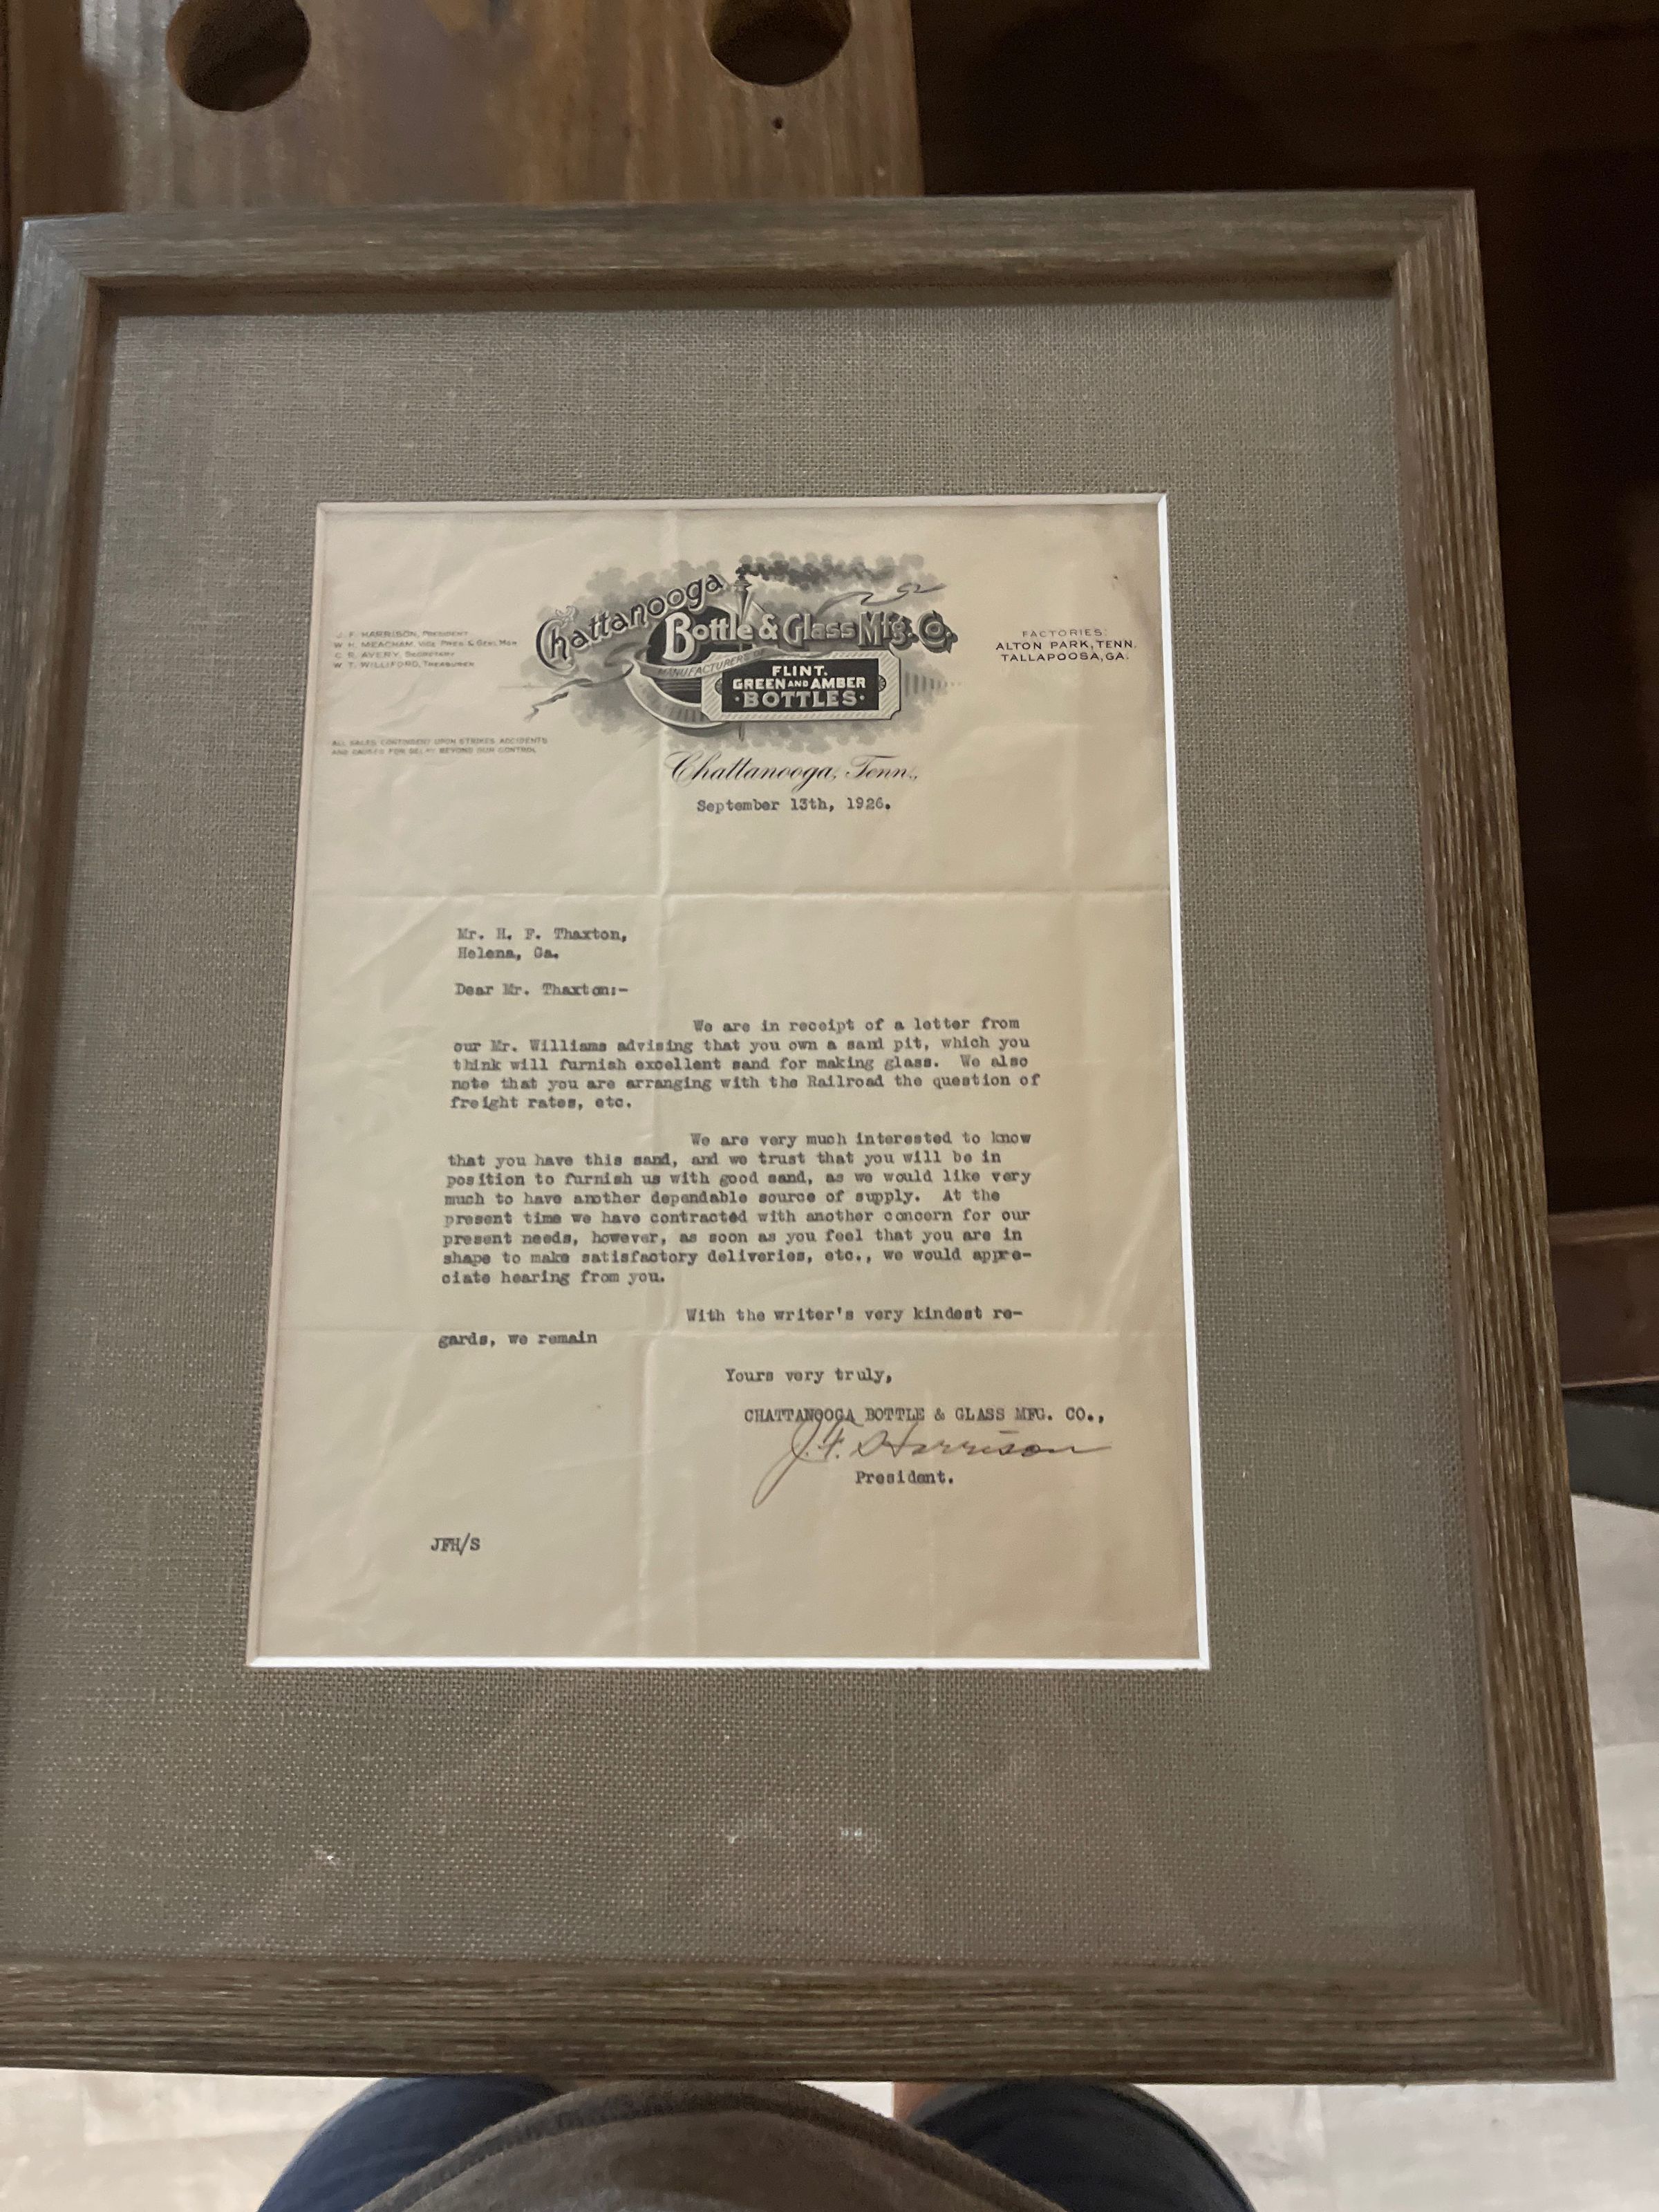 Chattanooga
Bottle & Glass Mfg. Co.
MANUFACTURERS OF
FLINT,
GREEN AND AMBER
·BOTTLES·
J. F. HARRISON, PRESIDENT
W. H. MEACHAM, VICE PRES & GENL MGR
C. R. AVERY, SECRETARY
W. T. WILLIFORD, TREASURER
FACTORIES:
ALTON PARK, TENN.
TALLAPOOSA, GA.
ALL SALES CONTINGENT UPON STRIKES ACCIDENTS
AND CAUSES FOR DELAY BEYOND OUR CONTROL
Chattanooga, Tenn.,
September 13th, 1926.
Mr. H. F. Thaxton,
Helena, Ga.
Dear Mr. Thaxton:-
We are in receipt of a letter from
our Mr. Williams advising that you own a sand pit, which you
think will furnish excellent sand for making glass. We also
note that you are arranging with the Railroad the question of
freight rates, etc.
We are very much interested to know
that you have this sand, and we trust that you will be in
position to furnish us with good sand, as we would like very
much to have another dependable source of supply. At the
present time we have contracted with another concern for our
present needs, however, as soon as you feel that you are in
shape to make satisfactory deliveries, etc., we would appre-
ciate hearing from you.
With the writer's very kindest re-
gards, we remain
Yours very truly,
CHATTANOOGA BOTTLE & GLASS MFG. CO.,
J. F. Harrison
President.
JFH/S